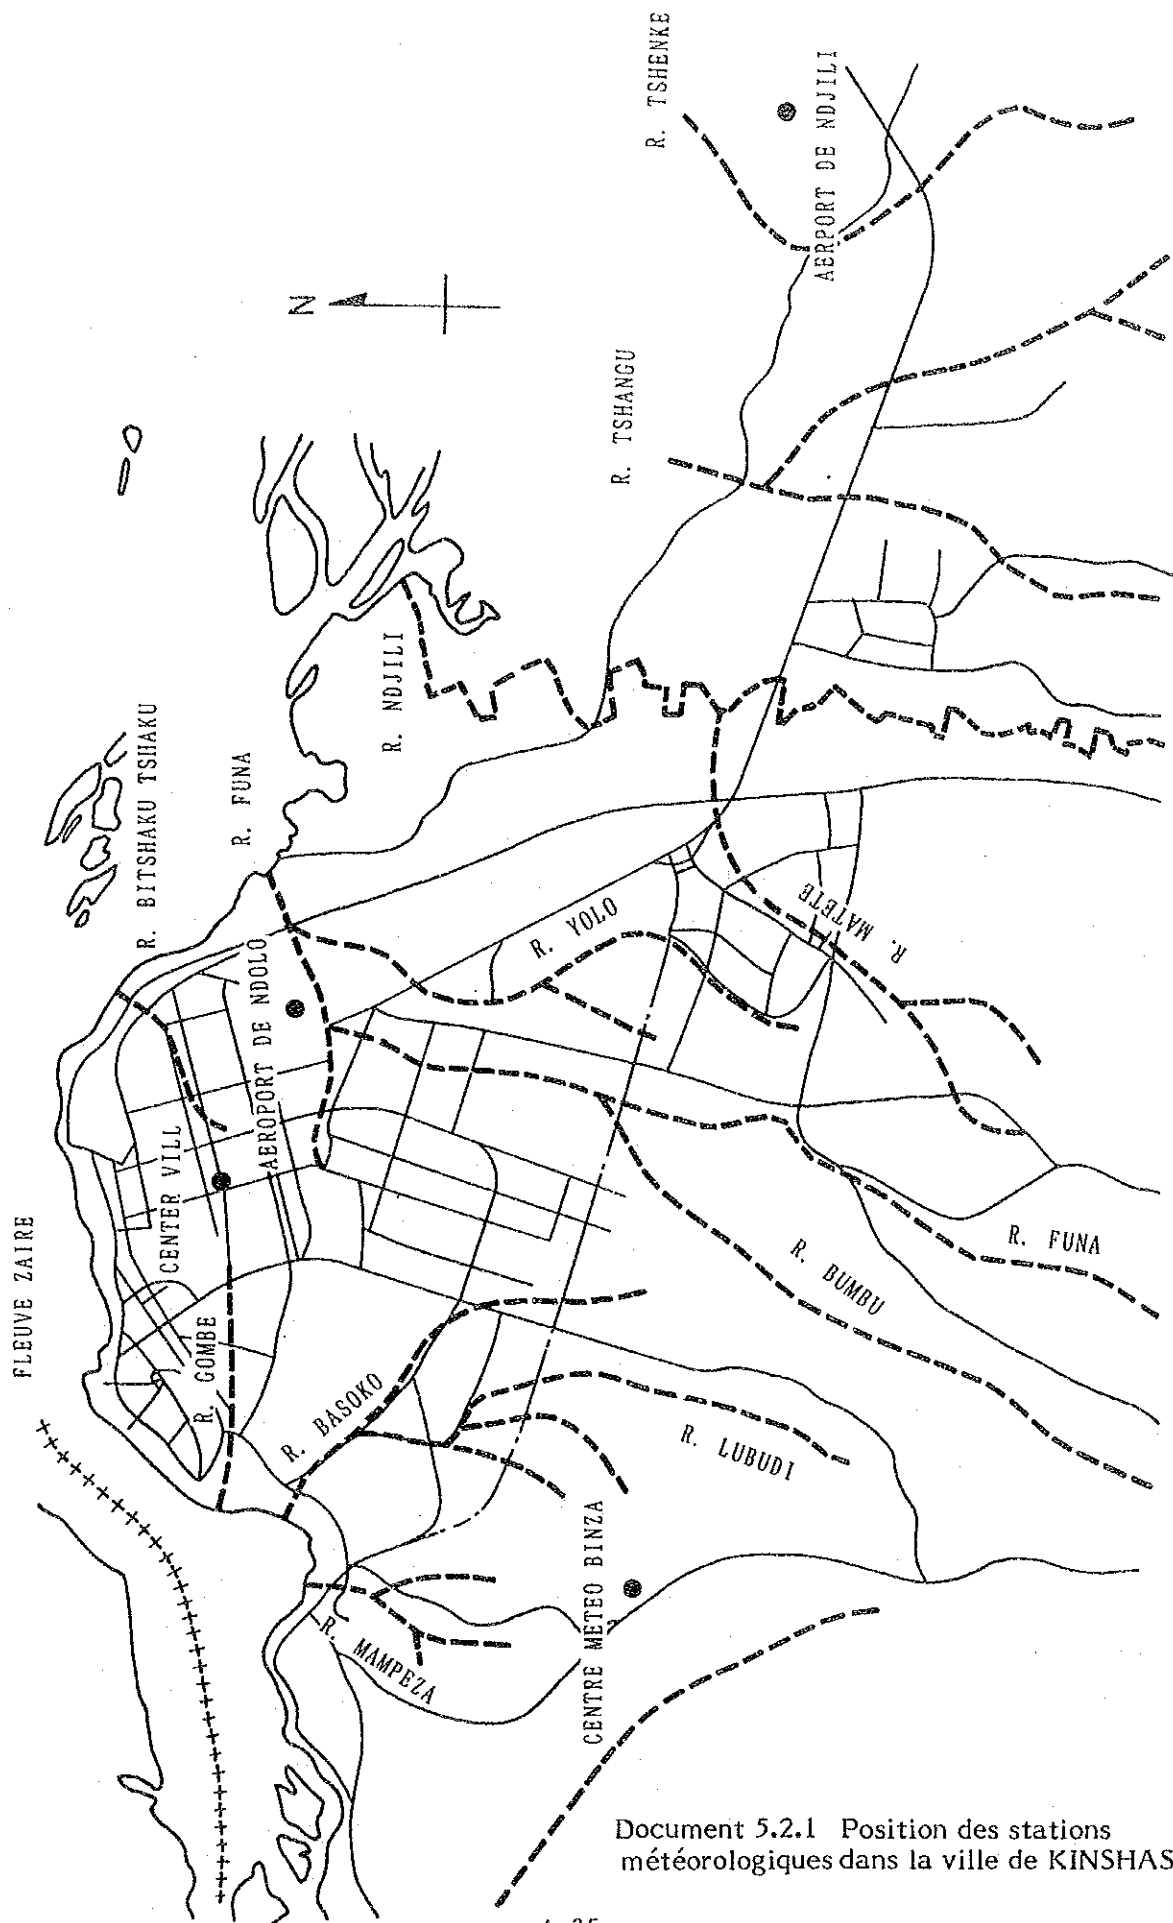 FLEUVE ZAIRE
R. BITSHAKU TSHAKU
R. FUNA
R. NDJILI
R. TSHANGU
R. TSHENKE
AERPORT DE NDJILI
N
CENTER VILL
AEROPORT DE NDOLO
R. GOMBE
R. BASOKO
R. YOLO
R. MATETE
R. LUBUDI
R. BUMBU
R. FUNA
R. MAMPEZA
CENTRE METEO BINZA
Document 5.2.1 Position des stations
météorologiques dans la ville de KINSHAS